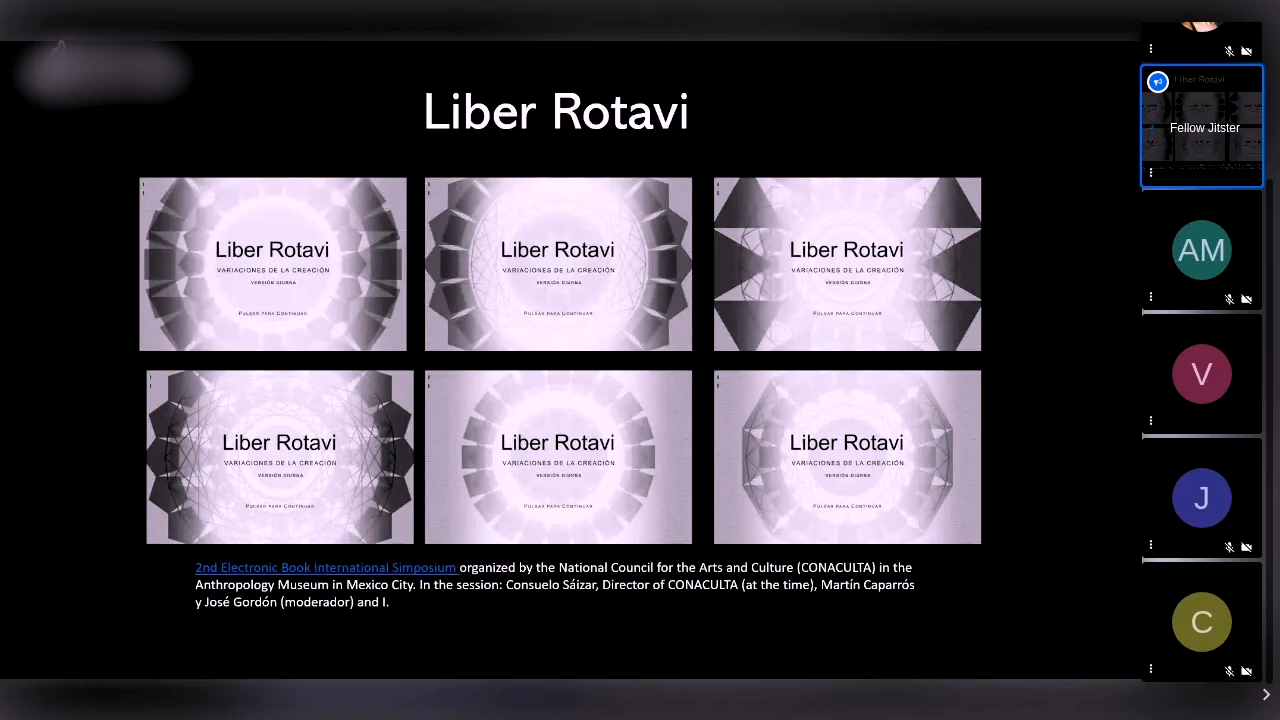 Liber Rotavi
Liber Rotavi
VARIACIONES DE LA CREACIÓN
VERSIÓN DIURNA
PULSAR PARA CONTINUAR
Liber Rotavi
VARIACIONES DE LA CREACIÓN
VERSIÓN DIURNA
PULSAR PARA CONTINUAR
Liber Rotavi
VARIACIONES DE LA CREACIÓN
VERSIÓN DIURNA
PULSAR PARA CONTINUAR
Liber Rotavi
VARIACIONES DE LA CREACIÓN
VERSIÓN DIURNA
PULSAR PARA CONTINUAR
Liber Rotavi
VARIACIONES DE LA CREACIÓN
VERSIÓN DIURNA
PULSAR PARA CONTINUAR
Liber Rotavi
VARIACIONES DE LA CREACIÓN
VERSIÓN DIURNA
PULSAR PARA CONTINUAR
2nd Electronic Book International Simposium organized by the National Council for the Arts and Culture (CONACULTA) in the
Anthropology Museum in Mexico City. In the session: Consuelo Sáizar, Director of CONACULTA (at the time), Martín Caparrós
y José Gordón (moderador) and I.
Liber Rotavi
Fellow Jitster
AM
V
J
C